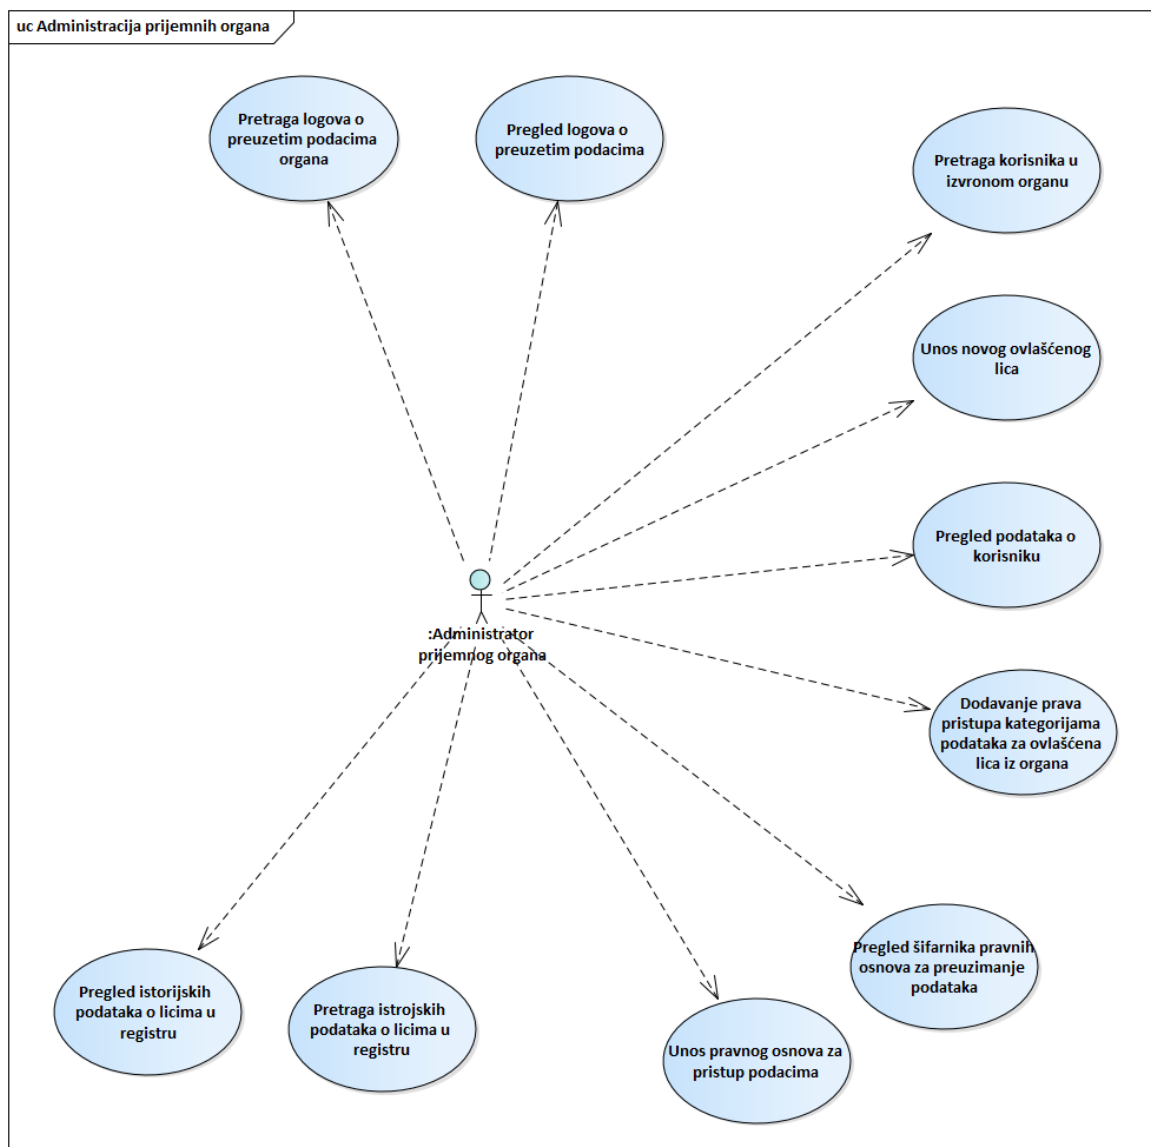 uc Administracija prijemnih organa
Pretraga logova o
preuzetim podacima
organa
Pregled logova o
preuzetim podacima
Pretraga korisnika u
izvronom organu
Unos novog ovlašćenog
lica
Pregled podataka o
korisniku
:Administrator
prijemnog organa
Dodavanje prava
pristupa kategorijama
podataka za ovlašćena
lica iz organa
Pregled šifarnika pravnih
osnova za preuzimanje
podataka
Pregled istorijskih
podataka o licima u
registru
Pretraga istrojskih
podataka o licima u
registru
Unos pravnog osnova za
pristup podacima